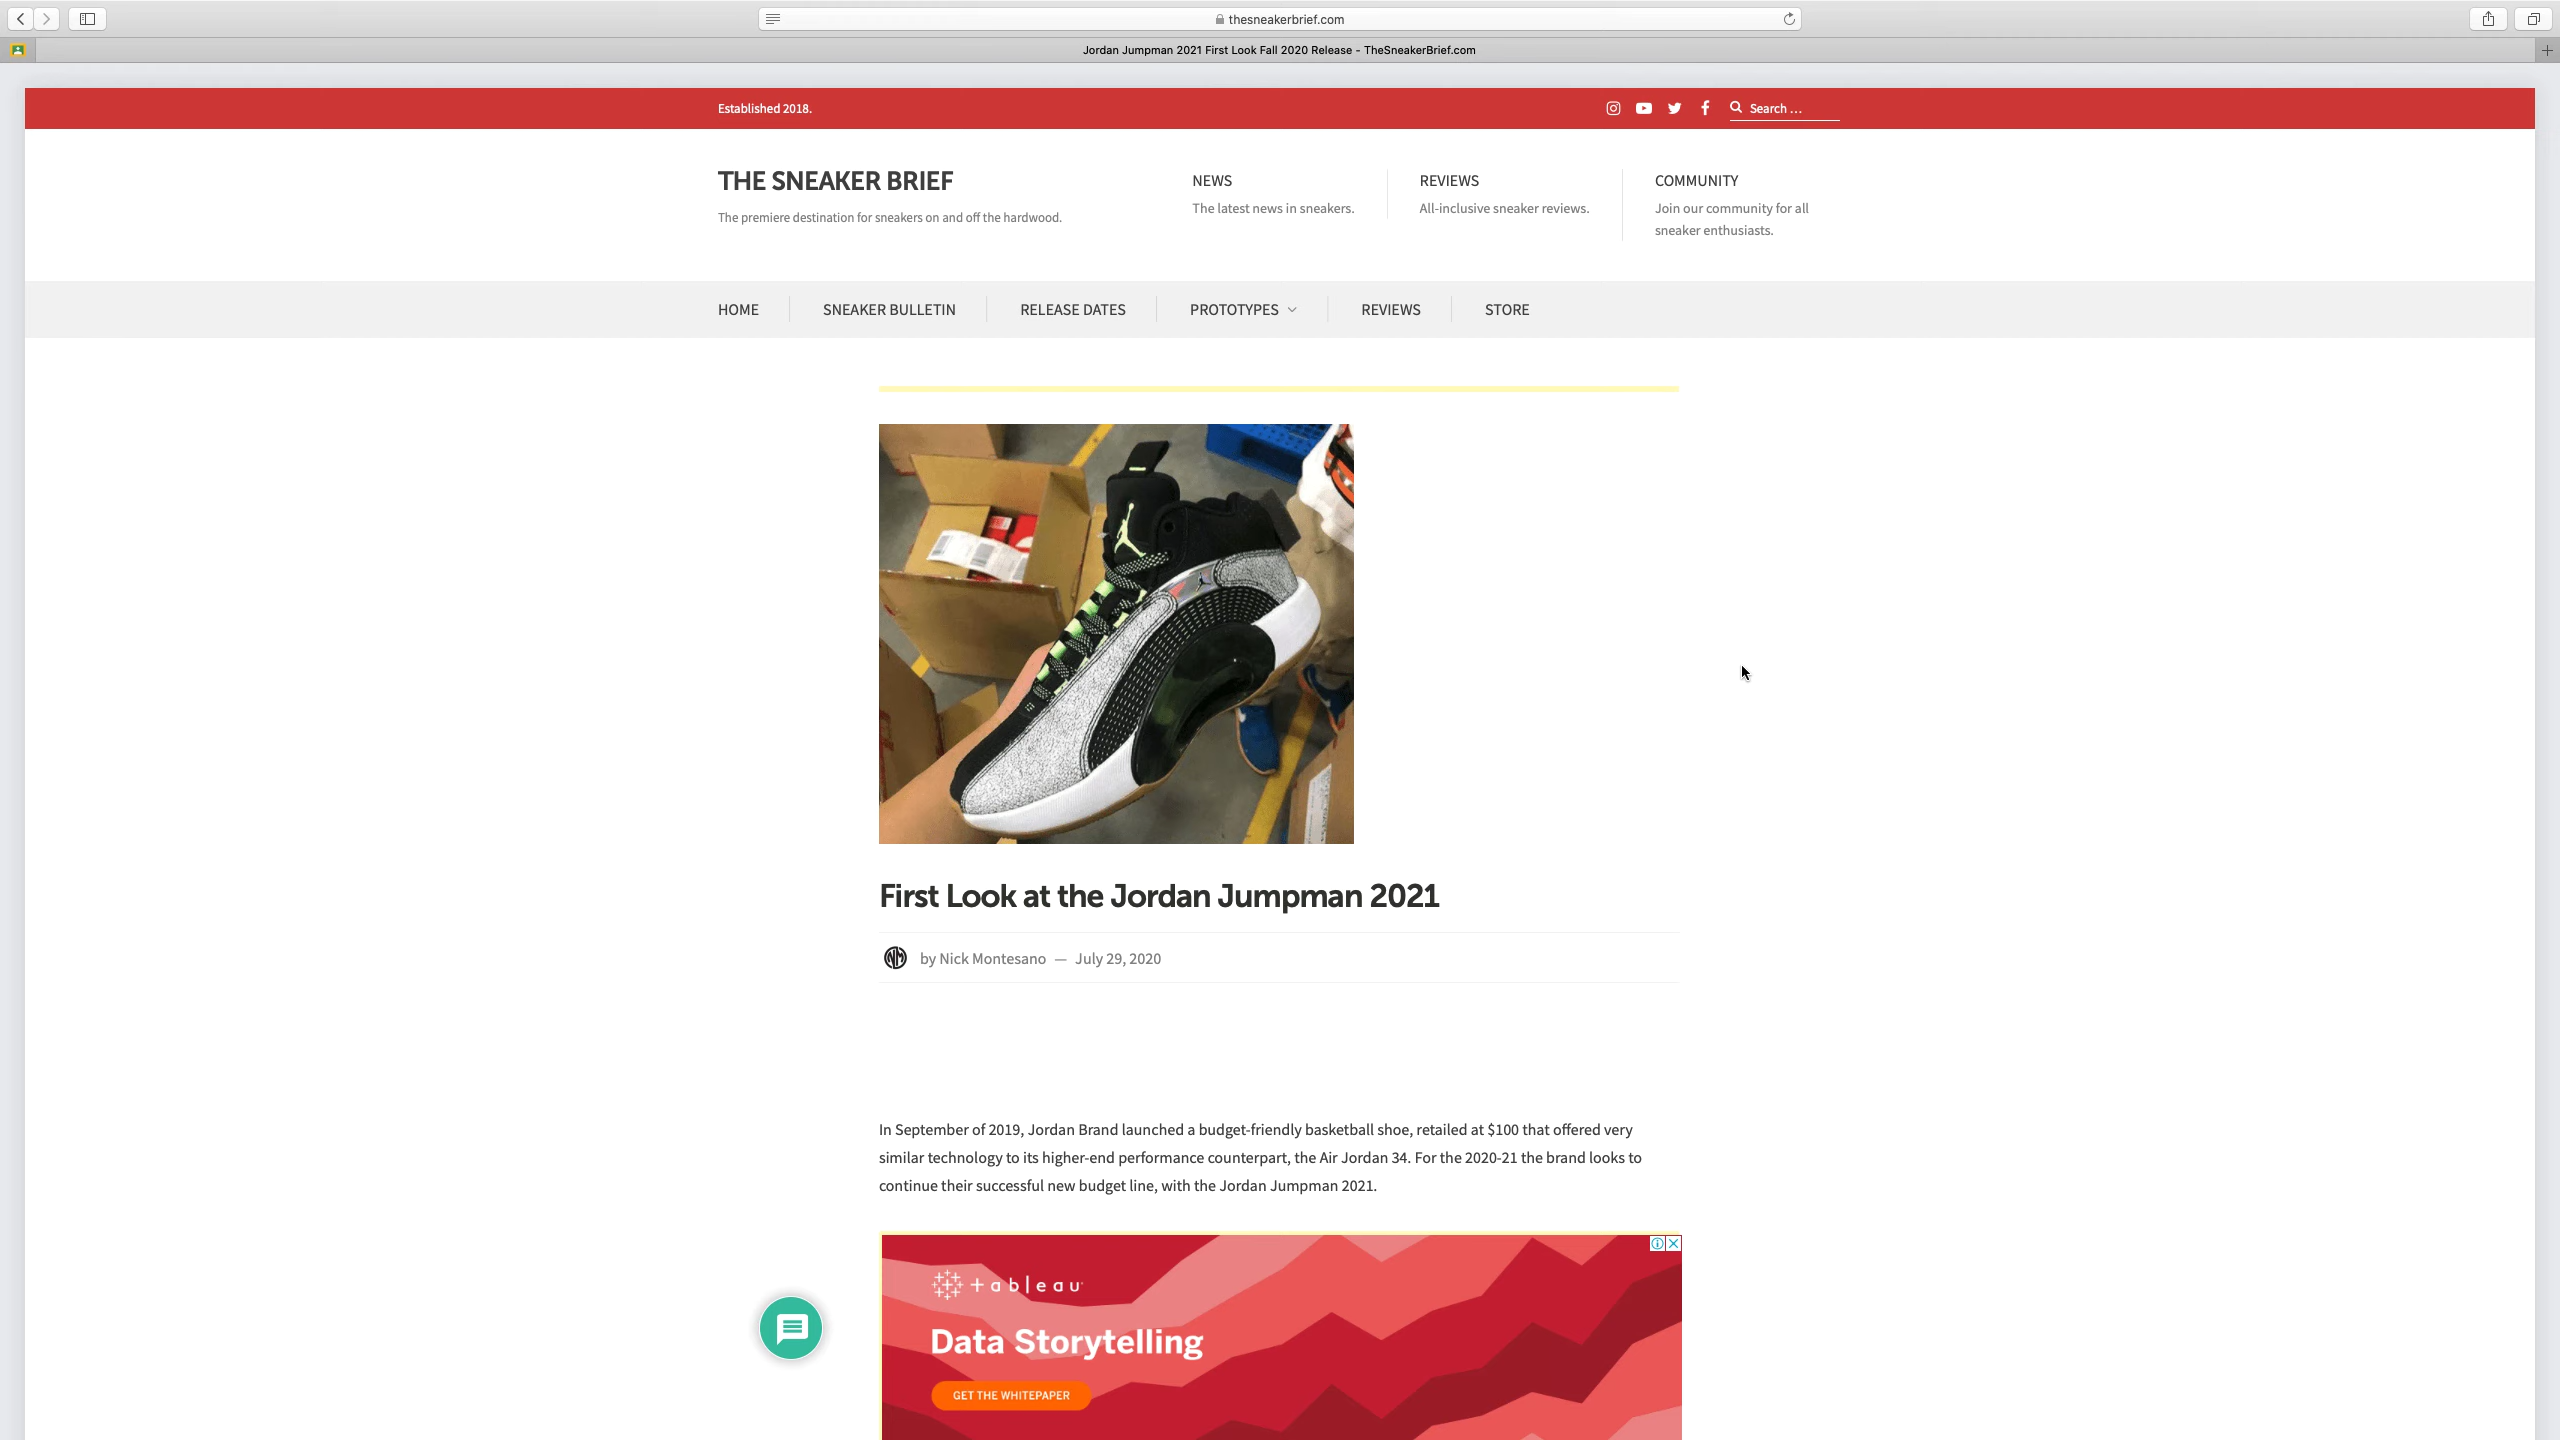 thesneakerbrief.com
Jordan Jumpman 2021 First Look Fall 2020 Release - TheSneakerBrief.com
Established 2018.
Search ...
THE SNEAKER BRIEF
The premiere destination for sneakers on and off the hardwood.
NEWS
The latest news in sneakers.
REVIEWS
All-inclusive sneaker reviews.
COMMUNITY
Join our community for all
sneaker enthusiasts.
HOME
SNEAKER BULLETIN
RELEASE DATES
PROTOTYPES
REVIEWS
STORE
First Look at the Jordan Jumpman 2021
NM by Nick Montesano — July 29, 2020
In September of 2019, Jordan Brand launched a budget-friendly basketball shoe, retailed at $100 that offered very
similar technology to its higher-end performance counterpart, the Air Jordan 34. For the 2020-21 the brand looks to
continue their successful new budget line, with the Jordan Jumpman 2021.
+ableau
Data Storytelling
GET THE WHITEPAPER